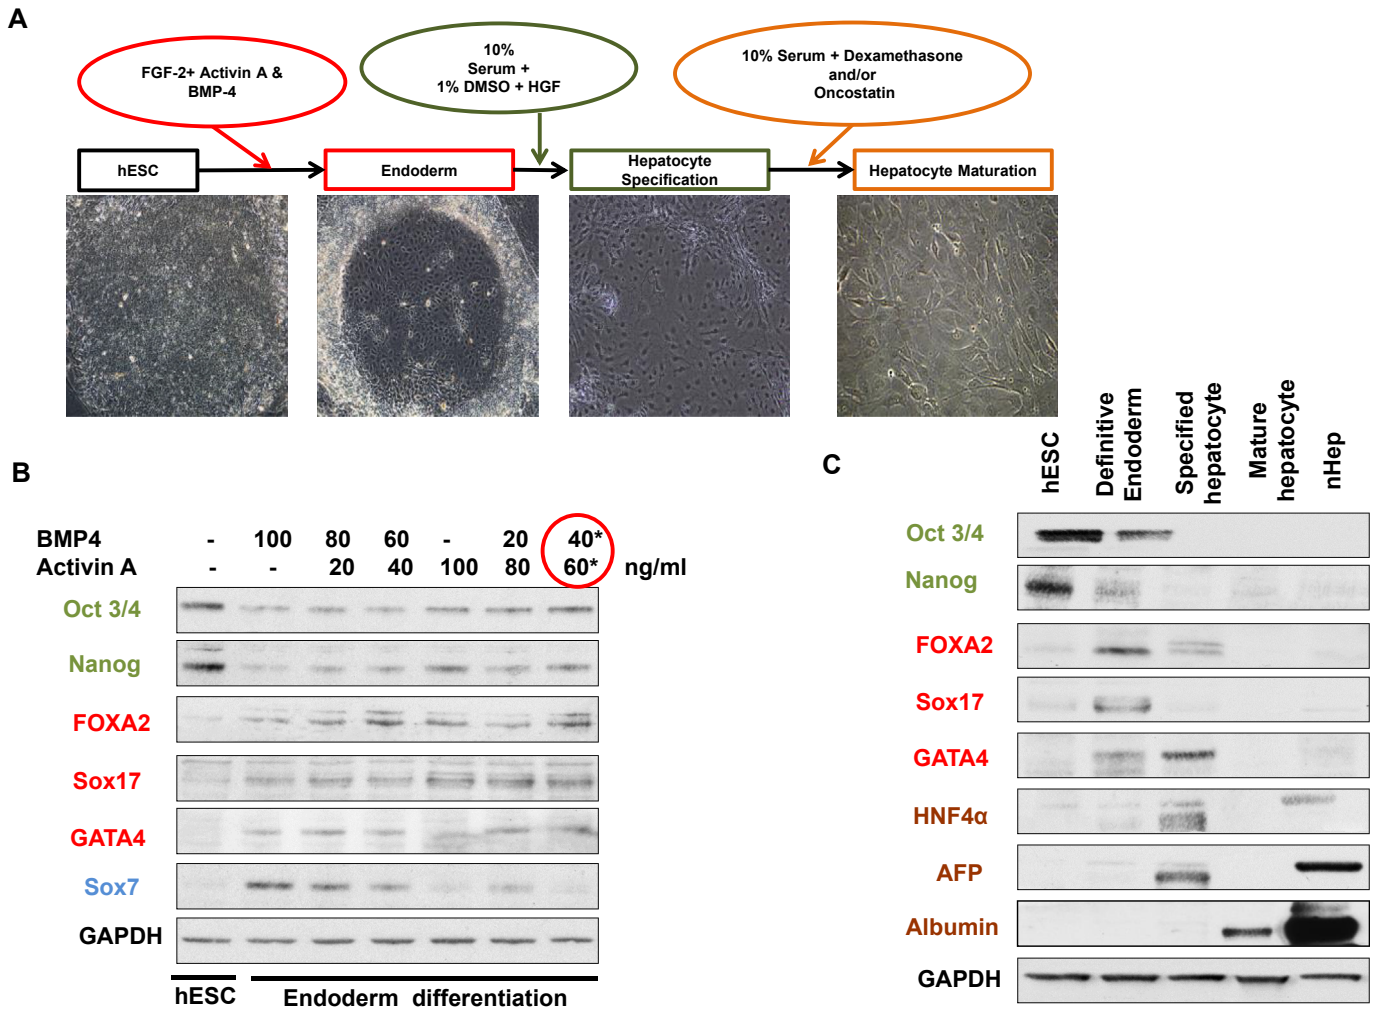 A
FGF-2+ Activin A &
BMP-4
10%
Serum +
1% DMSO + HGF
10% Serum + Dexamethasone
and/or
Oncostatin
hESC
Endoderm
Hepatocyte
Specification
Hepatocyte Maturation
B
BMP4 - 100 80 60 - 20 40*
Activin A - - 20 40 100 80 60* ng/ml
Oct 3/4
Nanog
FOXA2
Sox17
GATA4
Sox7
GAPDH
hESC Endoderm differentiation
C
hESC
Definitive
Endoderm
Specified
hepatocyte
Mature
hepatocyte
nHep
Oct 3/4
Nanog
FOXA2
Sox17
GATA4
HNF4α
AFP
Albumin
GAPDH